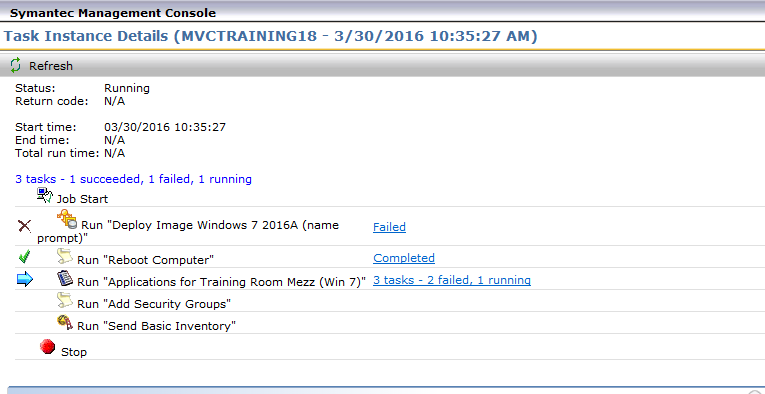 Symantec Management Console
Task Instance Details (MVCTRAINING18 - 3/30/2016 10:35:27 AM)
Refresh
Status: Running
Return code: N/A
Start time: 03/30/2016 10:35:27
End time: N/A
Total run time: N/A
3 tasks - 1 succeeded, 1 failed, 1 running
Job Start
Run "Deploy Image Windows 7 2016A (name
prompt)" Failed
Run "Reboot Computer" Completed
Run "Applications for Training Room Mezz (Win 7)" 3 tasks - 2 failed, 1 running
Run "Add Security Groups"
Run "Send Basic Inventory"
Stop